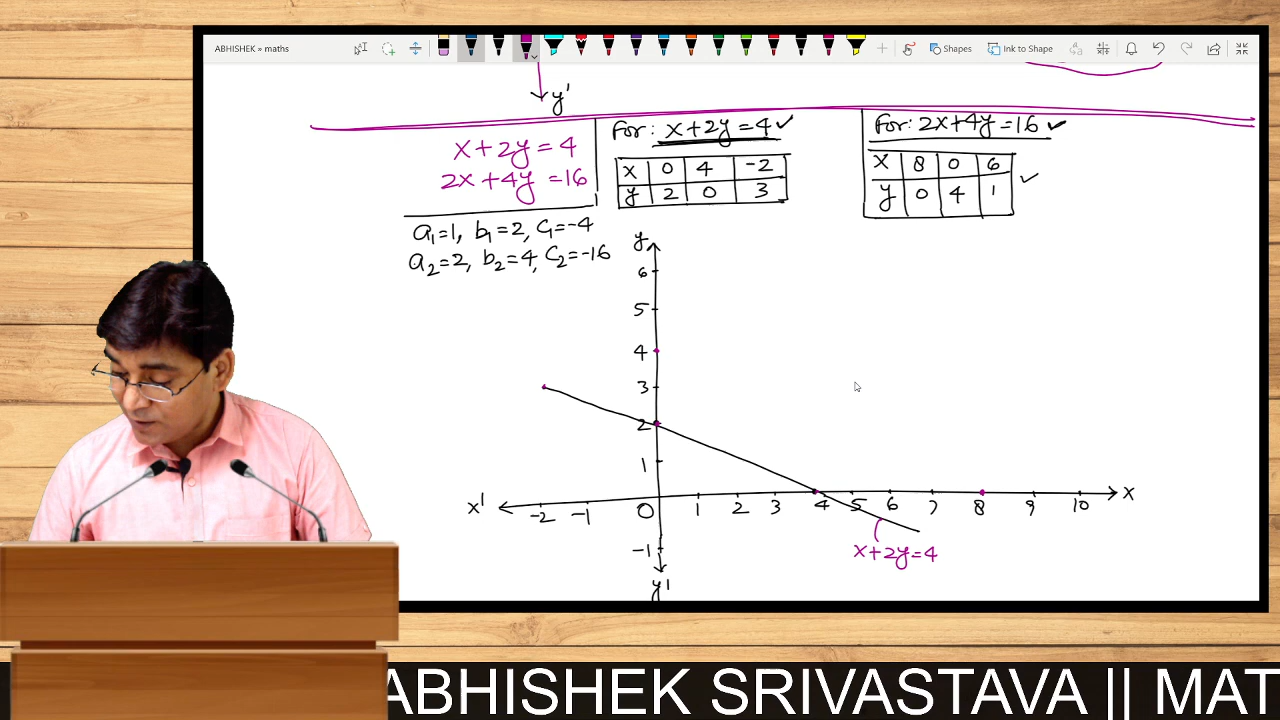 ABHISHEK » maths
Shapes
Ink to Shape
y'
x+2y=4
2x+4y=16
a₁=1, b₁=2, c₁=-4
a₂=2, b₂=4, c₂=-16
For: x+2y=4 ✓
x 0 4 -2
y 2 0 3
For: 2x+4y=16 ✓
x 8 0 6
y 0 4 1 ✓
y
6
5
4
3
2
1
x' -2 -1 0 1 2 3 4 5 6 7 8 9 10 x
-1
y'
x+2y=4
ABHISHEK SRIVASTAVA || MAT